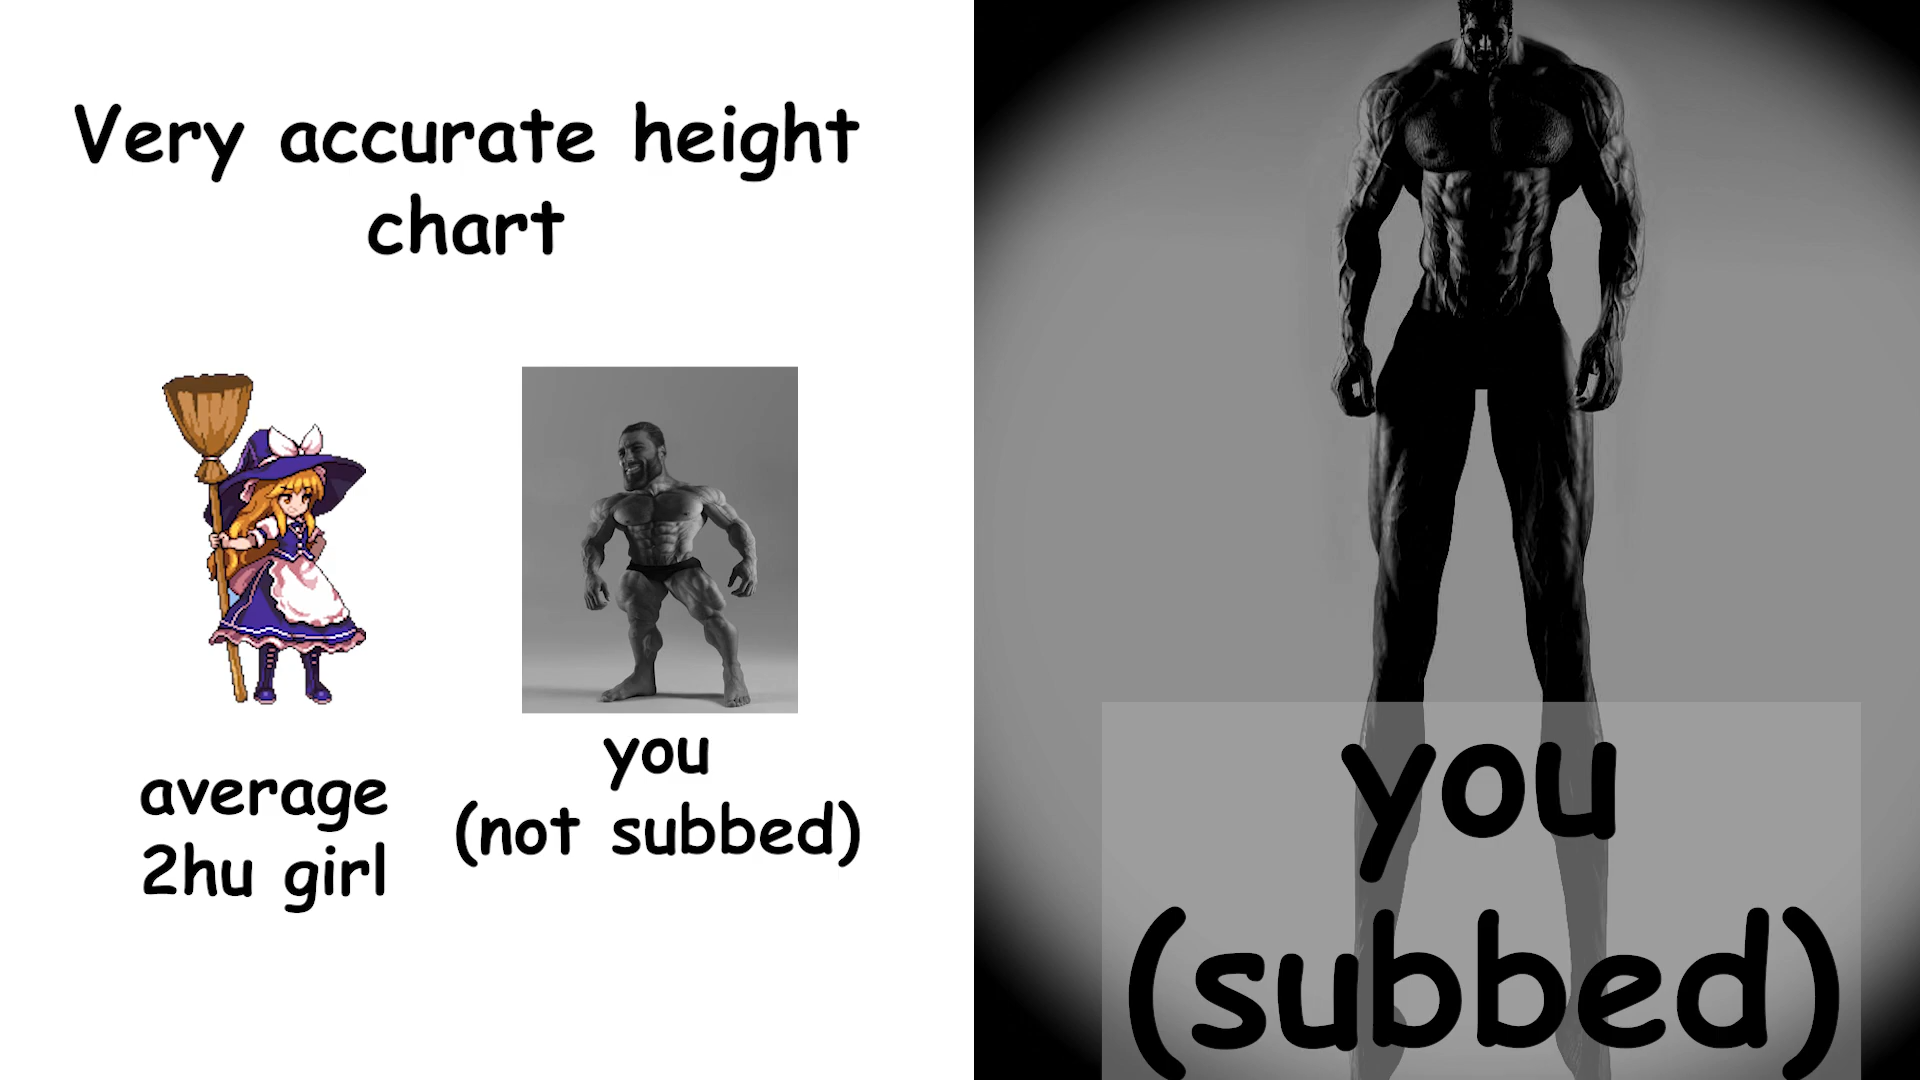 Very accurate height
chart
average
2hu girl
you
(not subbed)
you
(subbed)